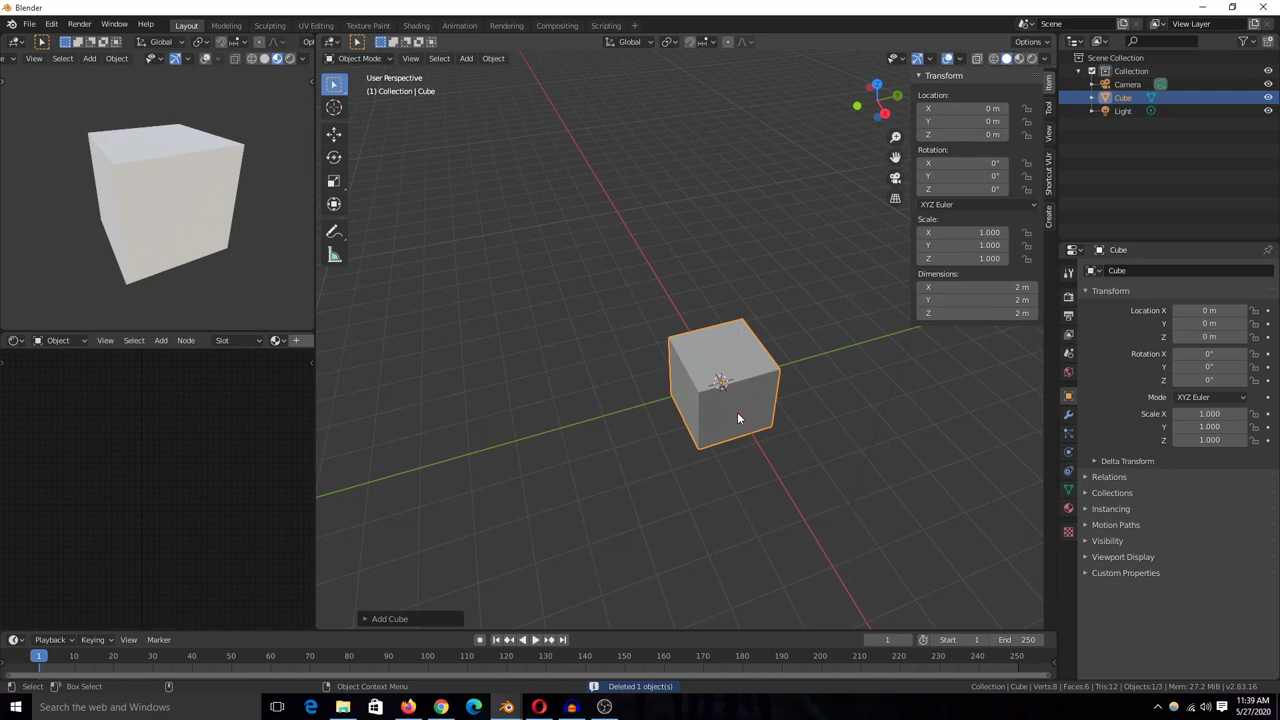 Blender
File Edit Render Window Help Layout Modeling Sculpting UV Editing Texture Paint Shading Animation Rendering Compositing Scripting + Scene View Layer
Global Op Global Options
View Select Add Object Object Mode View Select Add Object
User Perspective
(1) Collection | Cube
Transform
Location:
X 0 m
Y 0 m
Z 0 m
Rotation:
X 0°
Y 0°
Z 0°
XYZ Euler
Scale:
X 1.000
Y 1.000
Z 1.000
Dimensions:
X 2 m
Y 2 m
Z 2 m
Item
Tool
View
Shortcut VUr
Create
Z
Y
X
Scene Collection
Collection
Camera
Cube
Light
Cube
Cube
Transform
Location X 0 m
Y 0 m
Z 0 m
Rotation X 0°
Y 0°
Z 0°
Mode XYZ Euler
Scale X 1.000
Y 1.000
Z 1.000
Delta Transform
Relations
Collections
Instancing
Motion Paths
Visibility
Viewport Display
Custom Properties
Object View Select Add Node Slot
Add Cube
Playback Keying View Marker 1 Start 1 End 250
1 10 20 30 40 50 60 70 80 90 100 110 120 130 140 150 160 170 180 190 200 210 220 230 240 250
Select Box Select Object Context Menu Deleted 1 object(s) Collection | Cube | Verts:8 | Faces:6 | Tris:12 | Objects:1/3 | Mem: 27.2 MiB | v2.83.16
Search the web and Windows
11:39 AM
5/27/2020